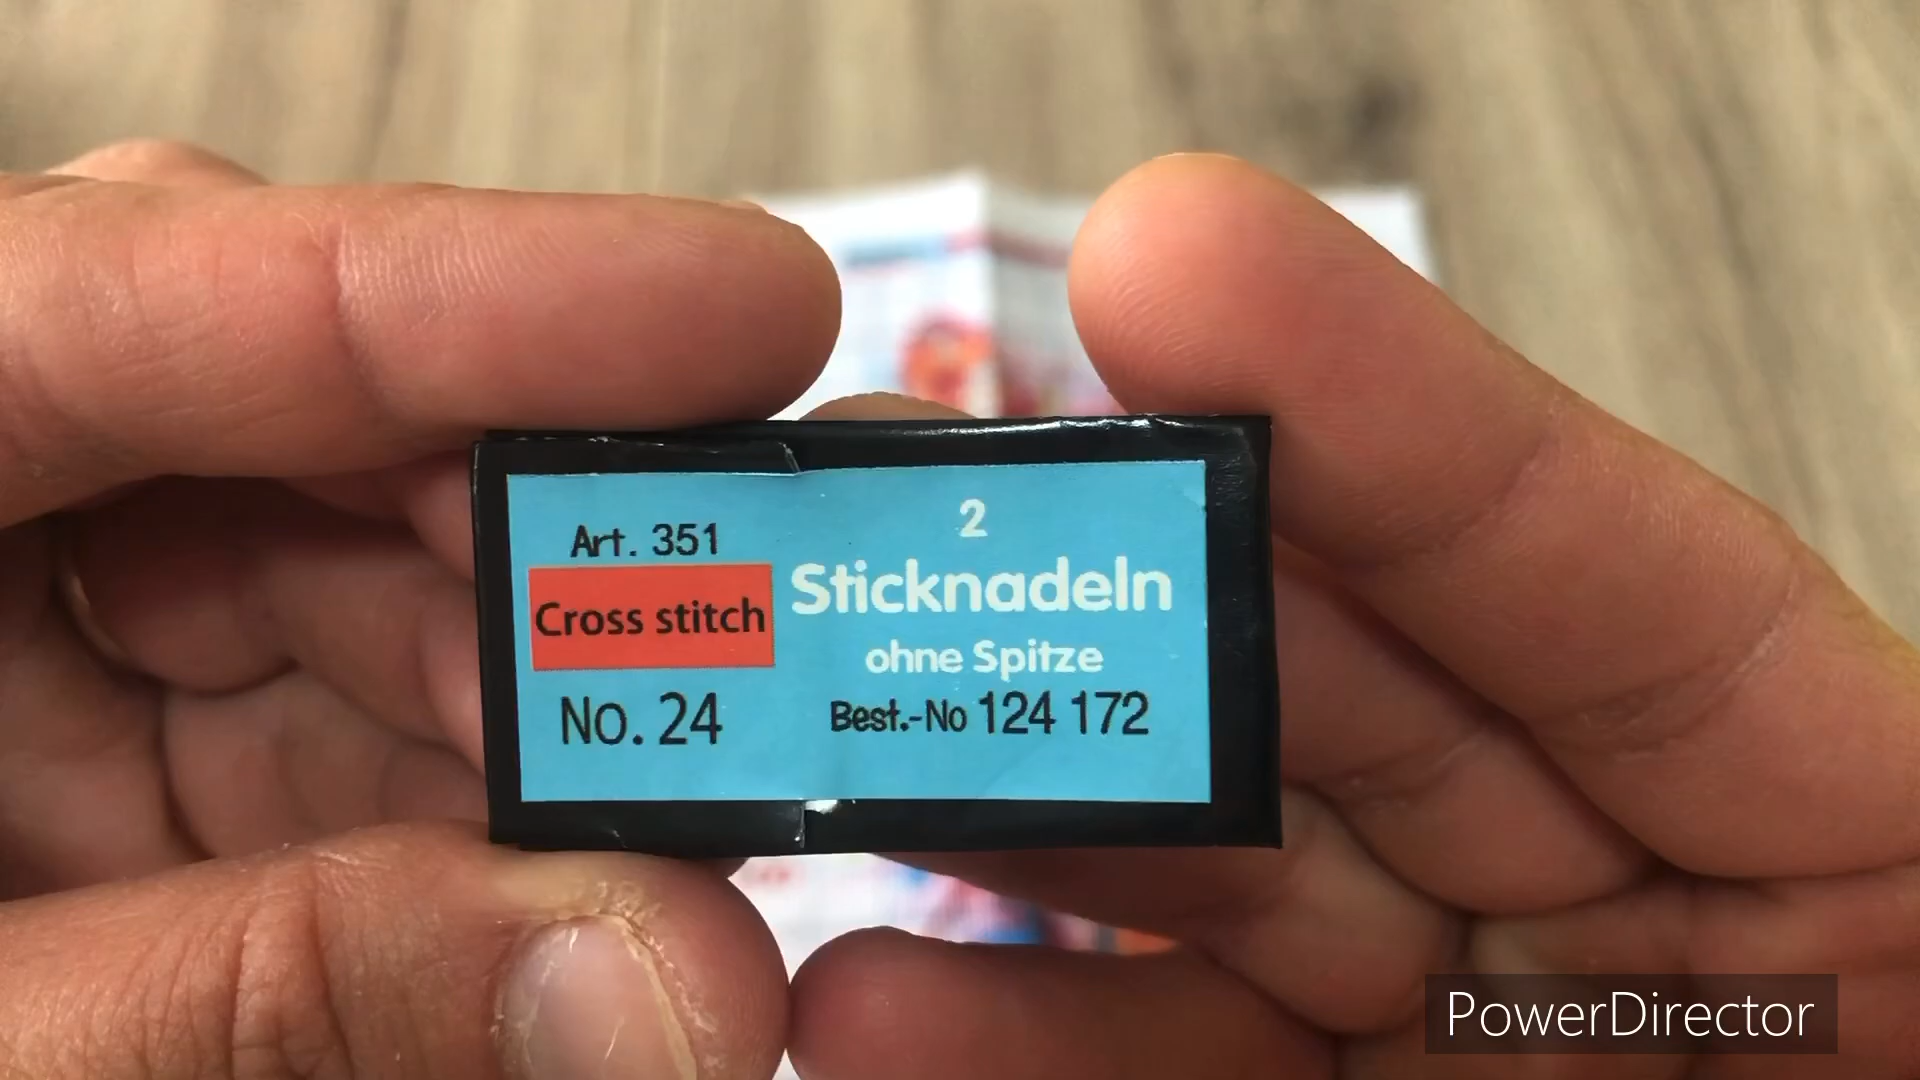 Art. 351
Cross stitch
No. 24
2
Sticknadeln
ohne Spitze
Best.-No 124 172
PowerDirector